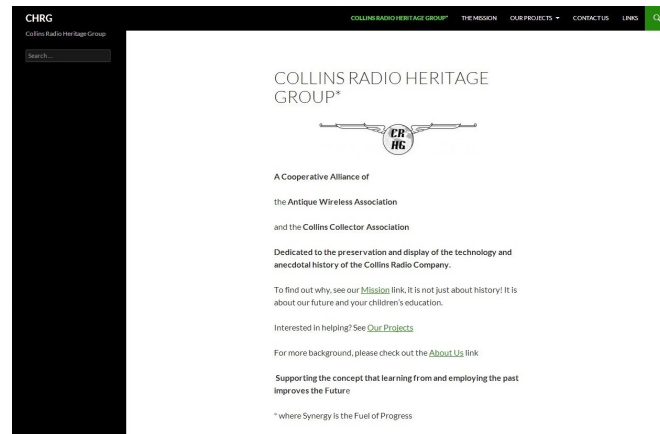 CHRG
Collins Radio Heritage Group
Search ...
COLLINS RADIO HERITAGE GROUP* THE MISSION OUR PROJECTS CONTACT US LINKS
COLLINS RADIO HERITAGE
GROUP*
CR
HG
A Cooperative Alliance of
the Antique Wireless Association
and the Collins Collector Association
Dedicated to the preservation and display of the technology and
anecdotal history of the Collins Radio Company.
To find out why, see our Mission link, it is not just about history! It is
about our future and your children's education.
Interested in helping? See Our Projects
For more background, please check out the About Us link
Supporting the concept that learning from and employing the past
improves the Future
* where Synergy is the Fuel of Progress